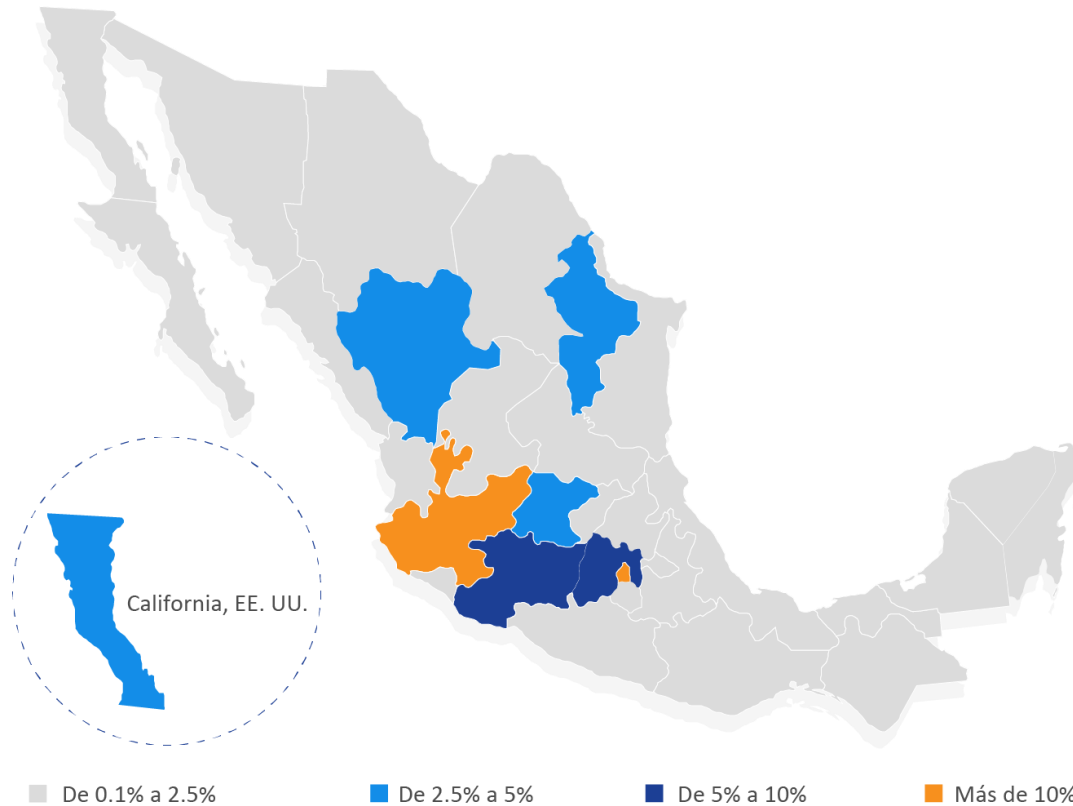 California, EE. UU.
De 0.1% a 2.5%
De 2.5% a 5%
De 5% a 10%
Más de 10%